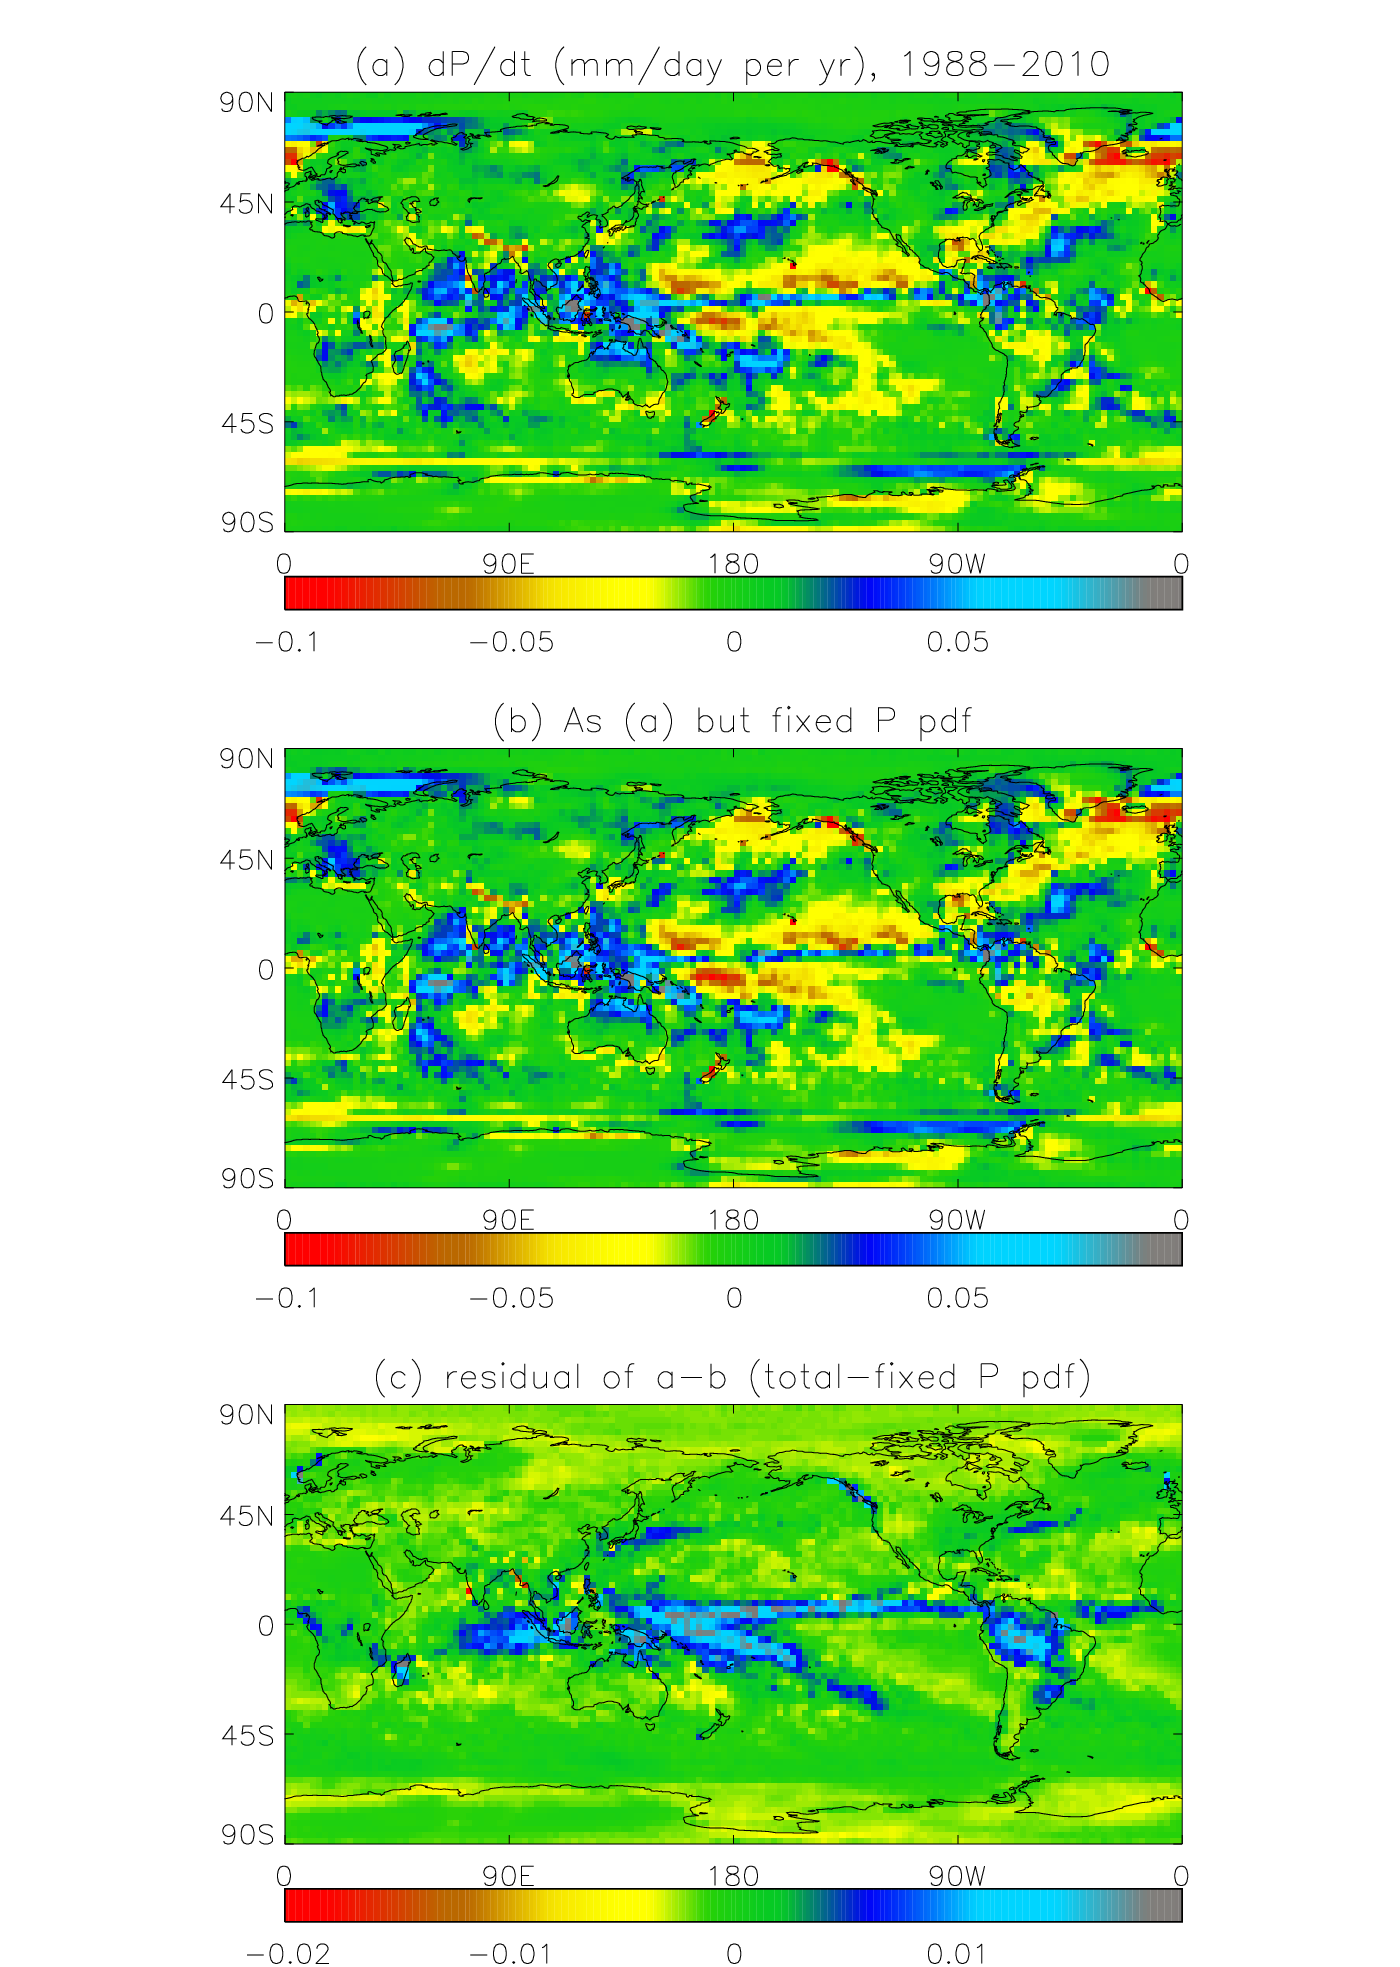 (a) dP/dt (mm/day per yr), 1988−2010
90N
45N
0
45S
90S
0 90E 180 90W 0
−0.1 −0.05 0 0.05
(b) As (a) but fixed P pdf
90N
45N
0
45S
90S
0 90E 180 90W 0
−0.1 −0.05 0 0.05
(c) residual of a−b (total−fixed P pdf)
90N
45N
0
45S
90S
0 90E 180 90W 0
−0.02 −0.01 0 0.01